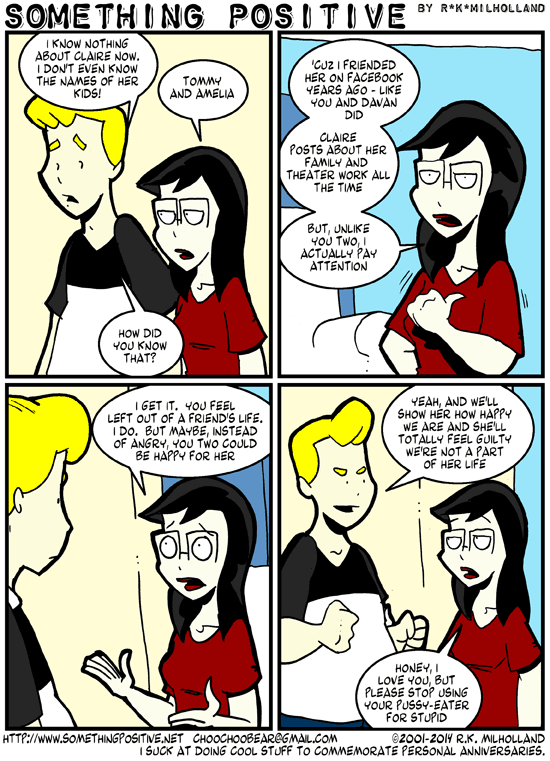 SOMETHING POSITIVE BY R*K*MILHOLLAND
I KNOW NOTHING
ABOUT CLAIRE NOW.
I DON'T EVEN KNOW
THE NAMES OF HER
KIDS!
TOMMY
AND AMELIA
HOW DID
YOU KNOW
THAT?
'CUZ I FRIENDED
HER ON FACEBOOK
YEARS AGO - LIKE
YOU AND DAVAN
DID
CLAIRE
POSTS ABOUT HER
FAMILY AND
THEATER WORK ALL
THE TIME
BUT, UNLIKE
YOU TWO, I
ACTUALLY PAY
ATTENTION
I GET IT. YOU FEEL
LEFT OUT OF A FRIEND'S LIFE.
I DO. BUT MAYBE, INSTEAD
OF ANGRY, YOU TWO COULD
BE HAPPY FOR HER
YEAH, AND WE'LL
SHOW HER HOW HAPPY
WE ARE AND SHE'LL
TOTALLY FEEL GUILTY
WE'RE NOT A PART
OF HER LIFE
HONEY, I
LOVE YOU, BUT
PLEASE STOP USING
YOUR PUSSY-EATER
FOR STUPID
HTTP://WWW.SOMETHINGPOSITIVE.NET CHOOCHOOBEAR@GMAIL.COM ©2001-2014 R.K. MILHOLLAND
I SUCK AT DOING COOL STUFF TO COMMEMORATE PERSONAL ANNIVERSARIES.